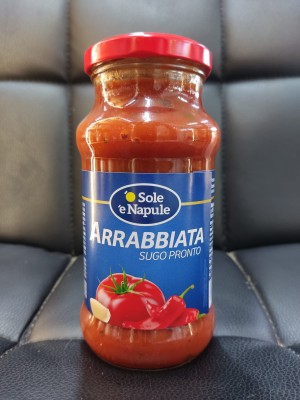 Sole
'e Napule
ARRABBIATA
SUGO PRONTO